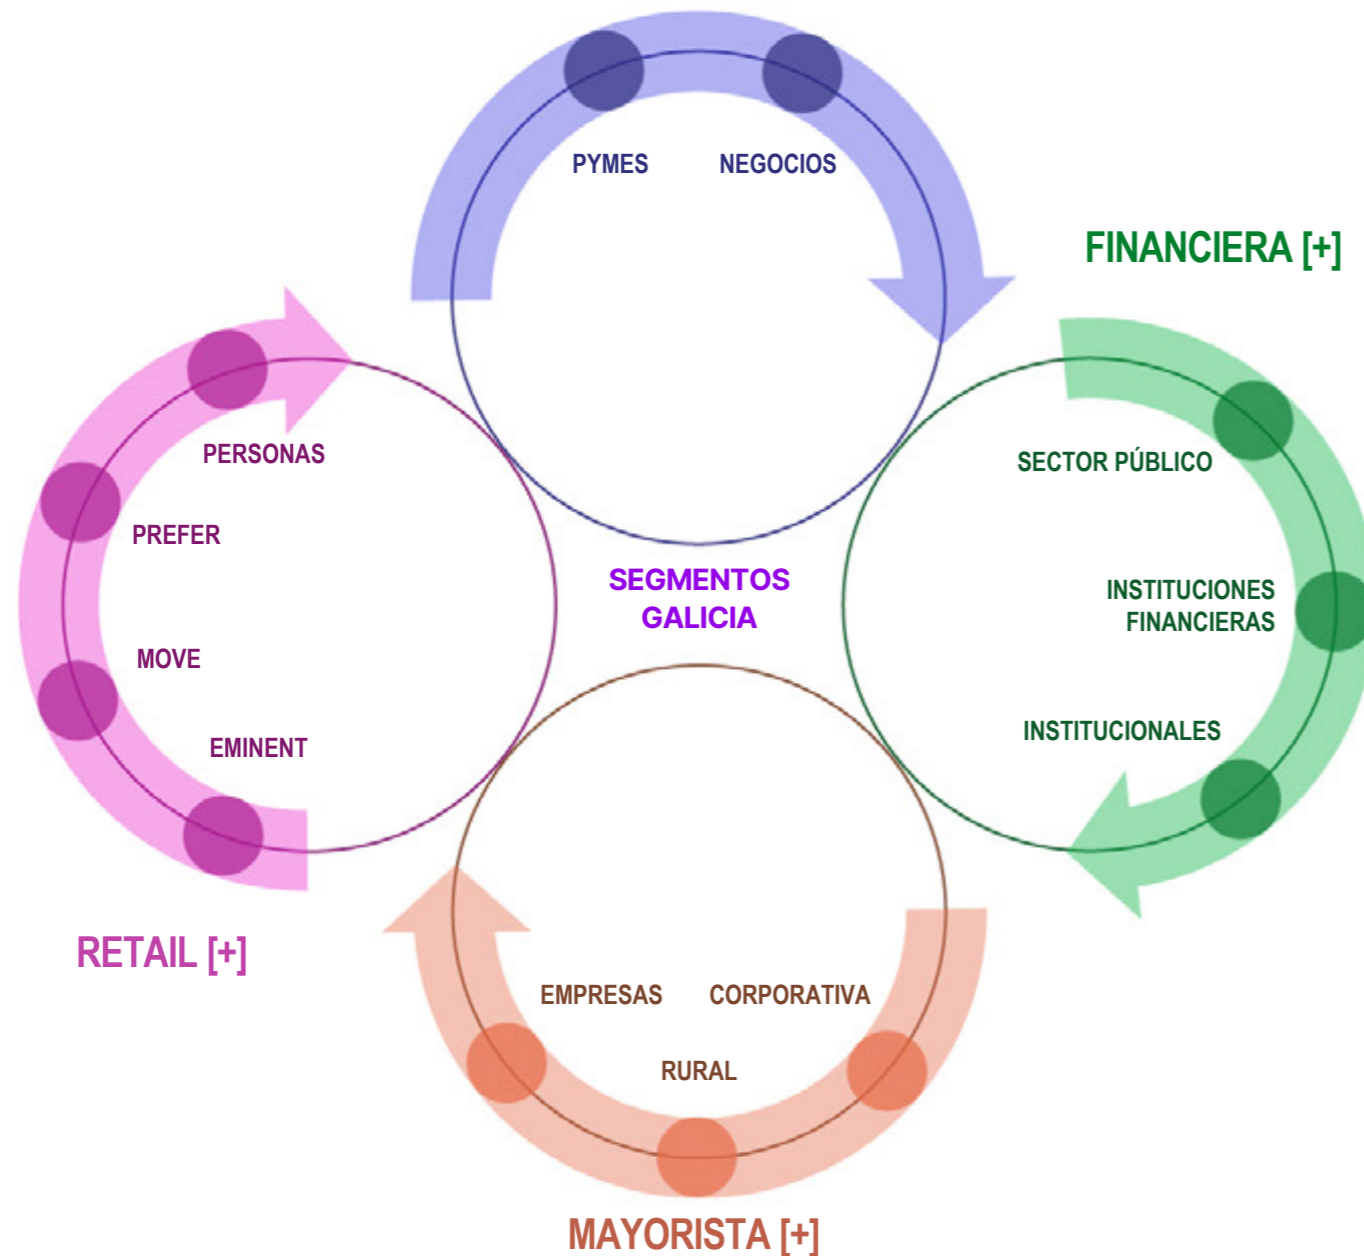 PYMES
NEGOCIOS
FINANCIERA [+]
PERSONAS
PREFER
MOVE
EMINENT
RETAIL [+]
SEGMENTOS
GALICIA
SECTOR PÚBLICO
INSTITUCIONES
FINANCIERAS
INSTITUCIONALES
EMPRESAS
CORPORATIVA
RURAL
MAYORISTA [+]